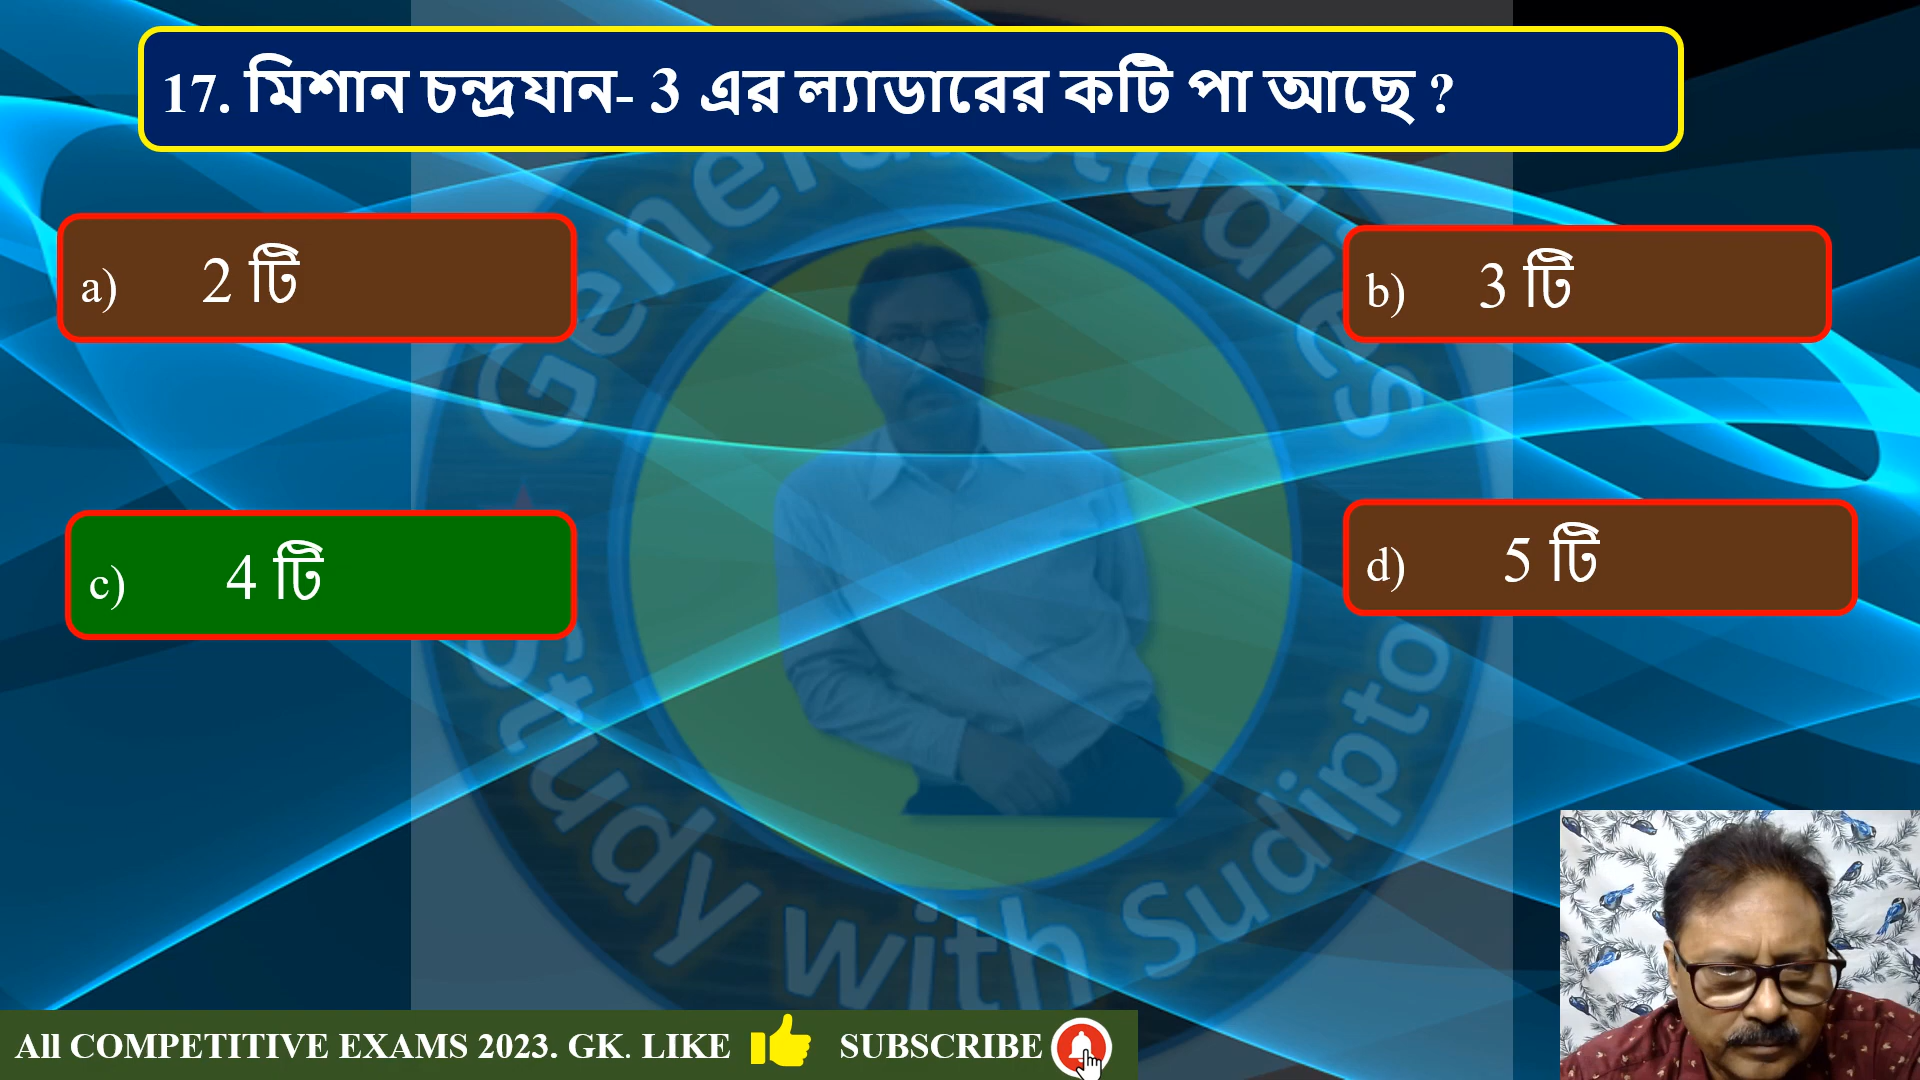 17. মিশান চন্দ্রযান- 3 এর ল্যাডারের কটি পা আছে ?
a) 2 টি
b) 3 টি
c) 4 টি
d) 5 টি
General Studies
Study with Sudipto
All COMPETITIVE EXAMS 2023. GK. LIKE SUBSCRIBE